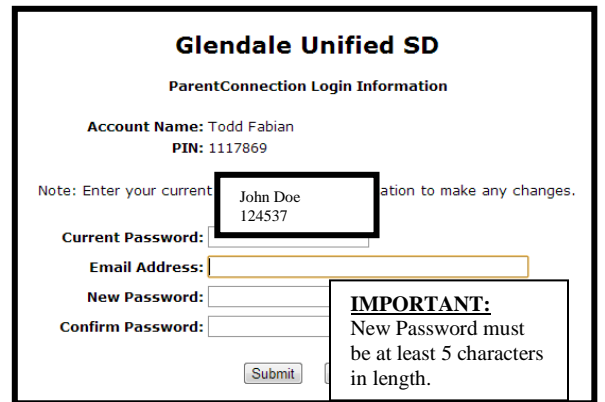 Glendale Unified SD
ParentConnection Login Information
Account Name: Todd Fabian
PIN: 1117869
Note: Enter your current ation to make any changes.
John Doe
124537
Current Password:
Email Address:
New Password:
Confirm Password:
IMPORTANT:
New Password must
be at least 5 characters
in length.
Submit